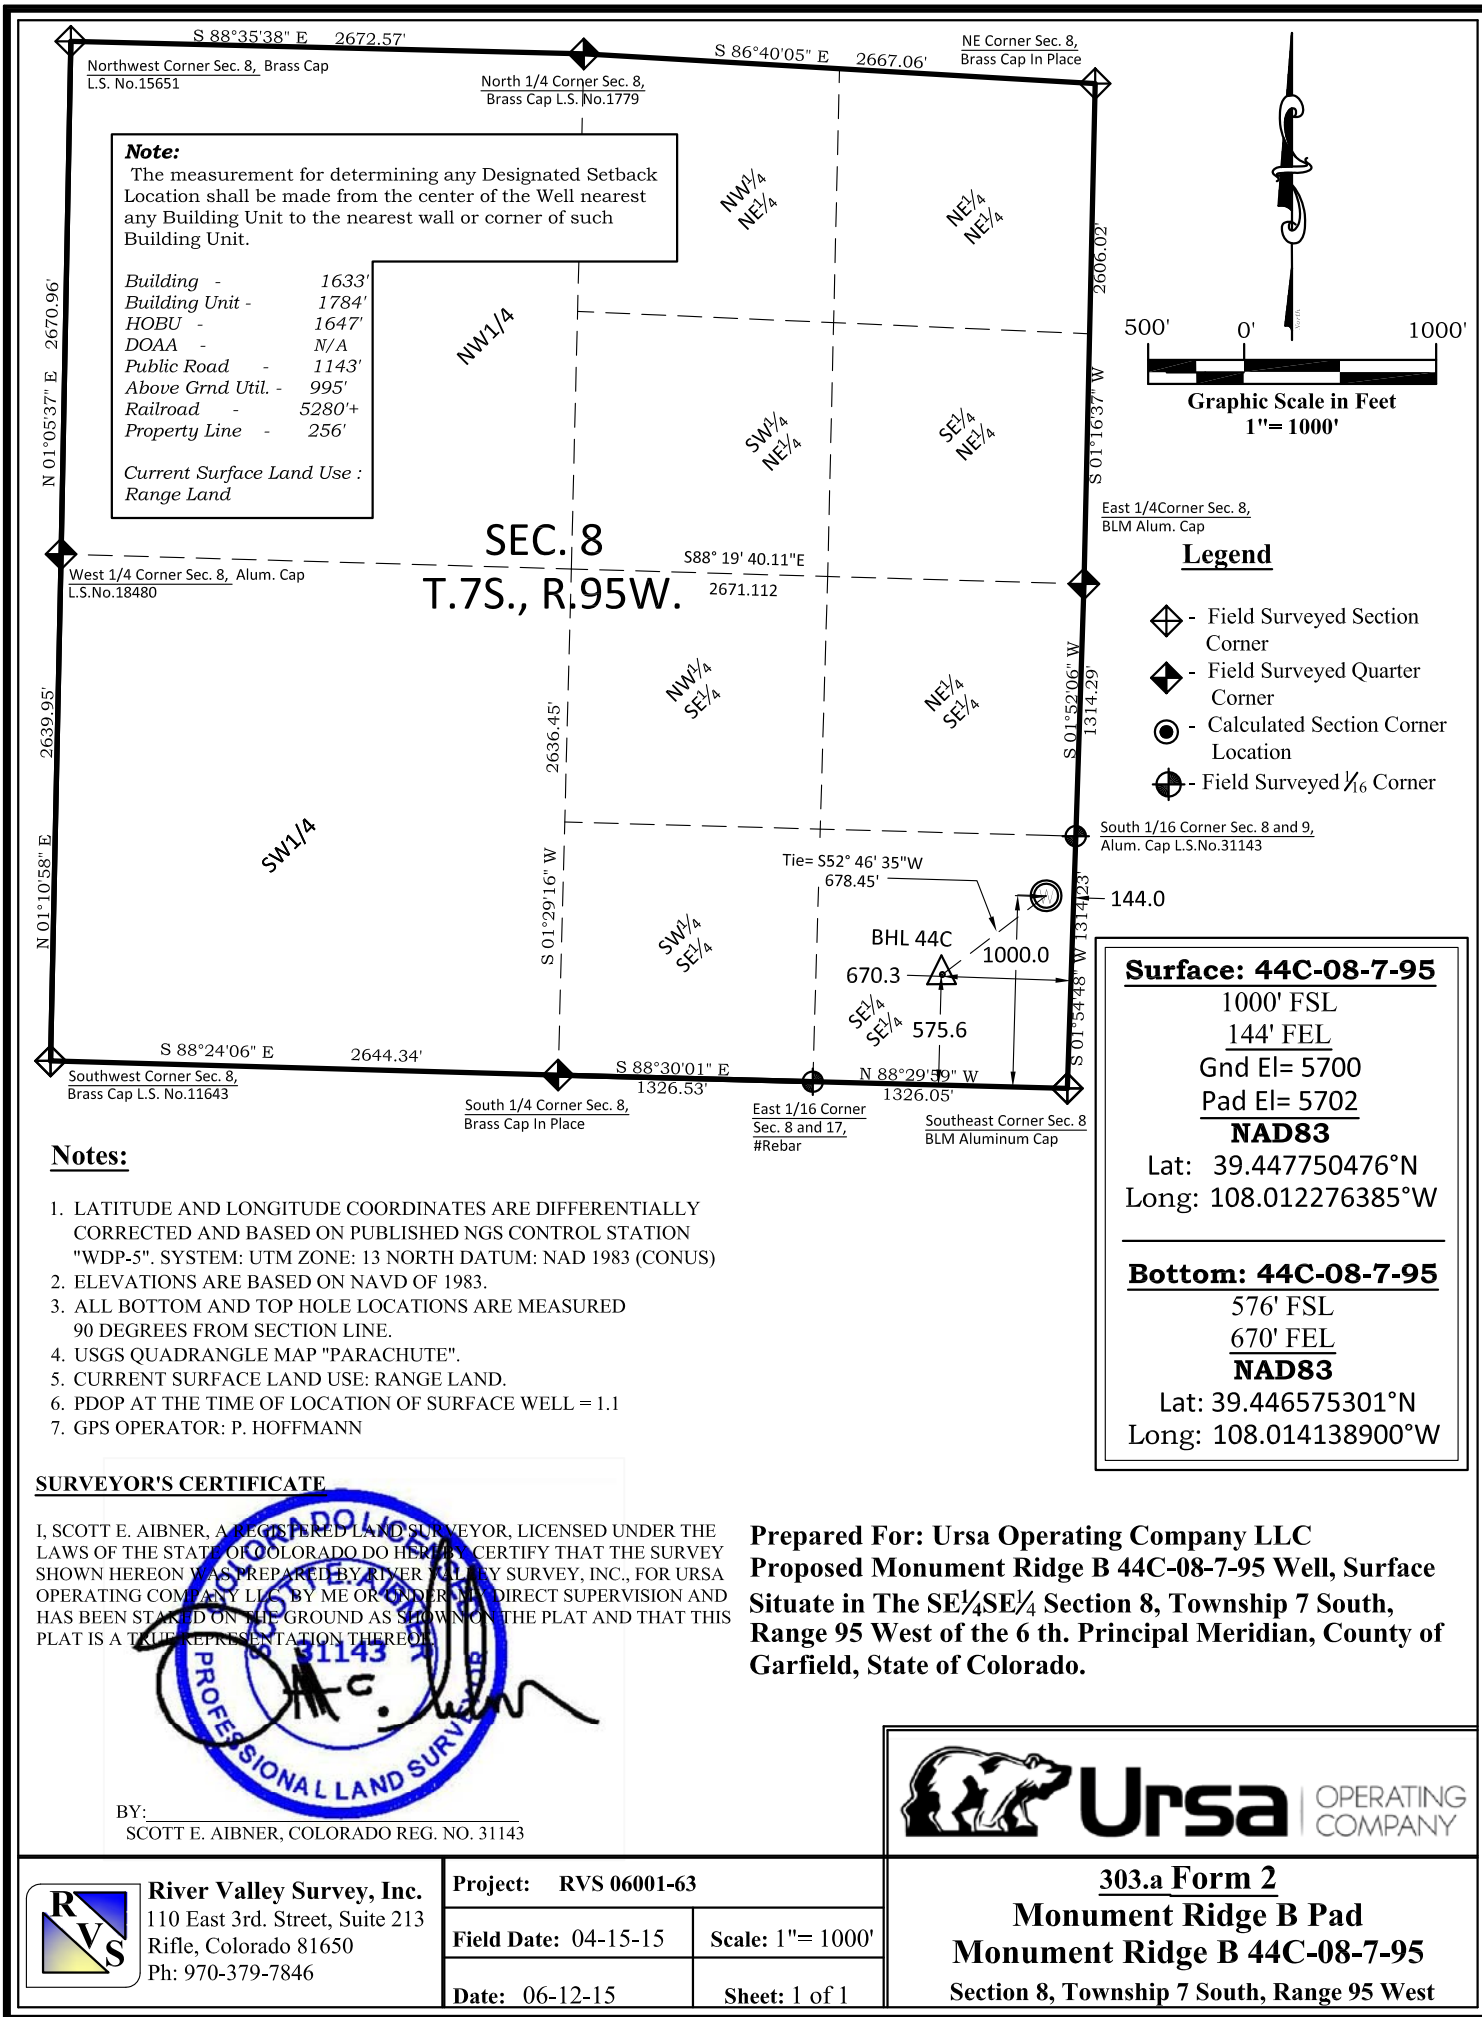 S 88°35'38" E 2672.57'
S 86°40'05" E 2667.06'
NE Corner Sec. 8,
Brass Cap In Place
Northwest Corner Sec. 8, Brass Cap
L.S. No.15651
North 1/4 Corner Sec. 8,
Brass Cap L.S. No.1779
Note:
The measurement for determining any Designated Setback
Location shall be made from the center of the Well nearest
any Building Unit to the nearest wall or corner of such
Building Unit.
Building - 1633'
Building Unit - 1784'
HOBU - 1647'
DOAA - N/A
Public Road - 1143'
Above Grnd Util. - 995'
Railroad - 5280'+
Property Line - 256'
Current Surface Land Use :
Range Land
N 01°05'37" E 2670.96'
NW1/4
NW1/4
NE1/4
NE1/4
NE1/4
SW1/4
NE1/4
SE1/4
NE1/4
S 01°16'37" W 2606.02'
North
500' 0' 1000'
Graphic Scale in Feet
1"= 1000'
East 1/4Corner Sec. 8,
BLM Alum. Cap
SEC. 8
T.7S., R.95W.
S88° 19' 40.11"E
2671.112
West 1/4 Corner Sec. 8, Alum. Cap
L.S.No.18480
Legend
- Field Surveyed Section
Corner
- Field Surveyed Quarter
Corner
- Calculated Section Corner
Location
- Field Surveyed 1/16 Corner
NW1/4
SE1/4
NE1/4
SE1/4
S 01°52'06" W
1314.29'
N 01°10'58" E 2639.95'
SW1/4
S 01°29'16" W 2636.45'
South 1/16 Corner Sec. 8 and 9,
Alum. Cap L.S.No.31143
Tie= S52° 46' 35"W
678.45'
144.0
BHL 44C
1000.0
670.3
575.6
SW1/4
SE1/4
SE1/4
SE1/4
S 01°54'48" W 1314.23'
S 88°24'06" E 2644.34'
S 88°30'01" E
1326.53'
N 88°29'59" W
1326.05'
Southwest Corner Sec. 8,
Brass Cap L.S. No.11643
South 1/4 Corner Sec. 8,
Brass Cap In Place
East 1/16 Corner
Sec. 8 and 17,
#Rebar
Southeast Corner Sec. 8
BLM Aluminum Cap
Surface: 44C-08-7-95
1000' FSL
144' FEL
Gnd El= 5700
Pad El= 5702
NAD83
Lat: 39.447750476°N
Long: 108.012276385°W
Bottom: 44C-08-7-95
576' FSL
670' FEL
NAD83
Lat: 39.446575301°N
Long: 108.014138900°W
Notes:
1. LATITUDE AND LONGITUDE COORDINATES ARE DIFFERENTIALLY
CORRECTED AND BASED ON PUBLISHED NGS CONTROL STATION
"WDP-5". SYSTEM: UTM ZONE: 13 NORTH DATUM: NAD 1983 (CONUS)
2. ELEVATIONS ARE BASED ON NAVD OF 1983.
3. ALL BOTTOM AND TOP HOLE LOCATIONS ARE MEASURED
90 DEGREES FROM SECTION LINE.
4. USGS QUADRANGLE MAP "PARACHUTE".
5. CURRENT SURFACE LAND USE: RANGE LAND.
6. PDOP AT THE TIME OF LOCATION OF SURFACE WELL = 1.1
7. GPS OPERATOR: P. HOFFMANN
SURVEYOR'S CERTIFICATE
I, SCOTT E. AIBNER, A REGISTERED LAND SURVEYOR, LICENSED UNDER THE
LAWS OF THE STATE OF COLORADO DO HEREBY CERTIFY THAT THE SURVEY
SHOWN HEREON WAS PREPARED BY RIVER VALLEY SURVEY, INC., FOR URSA
OPERATING COMPANY LLC, BY ME OR UNDER MY DIRECT SUPERVISION AND
HAS BEEN STAKED ON THE GROUND AS SHOWN ON THE PLAT AND THAT THIS
PLAT IS A TRUE REPRESENTATION THEREOF.
COLORADO LICENSED
SCOTT E. AIBNER
31143
PROFESSIONAL LAND SURVEYOR
BY:
SCOTT E. AIBNER, COLORADO REG. NO. 31143
Prepared For: Ursa Operating Company LLC
Proposed Monument Ridge B 44C-08-7-95 Well, Surface
Situate in The SE1/4SE1/4 Section 8, Township 7 South,
Range 95 West of the 6 th. Principal Meridian, County of
Garfield, State of Colorado.
Ursa OPERATING
COMPANY
RVS
River Valley Survey, Inc.
110 East 3rd. Street, Suite 213
Rifle, Colorado 81650
Ph: 970-379-7846
Project: RVS 06001-63
Field Date: 04-15-15
Scale: 1"= 1000'
Date: 06-12-15
Sheet: 1 of 1
303.a Form 2
Monument Ridge B Pad
Monument Ridge B 44C-08-7-95
Section 8, Township 7 South, Range 95 West